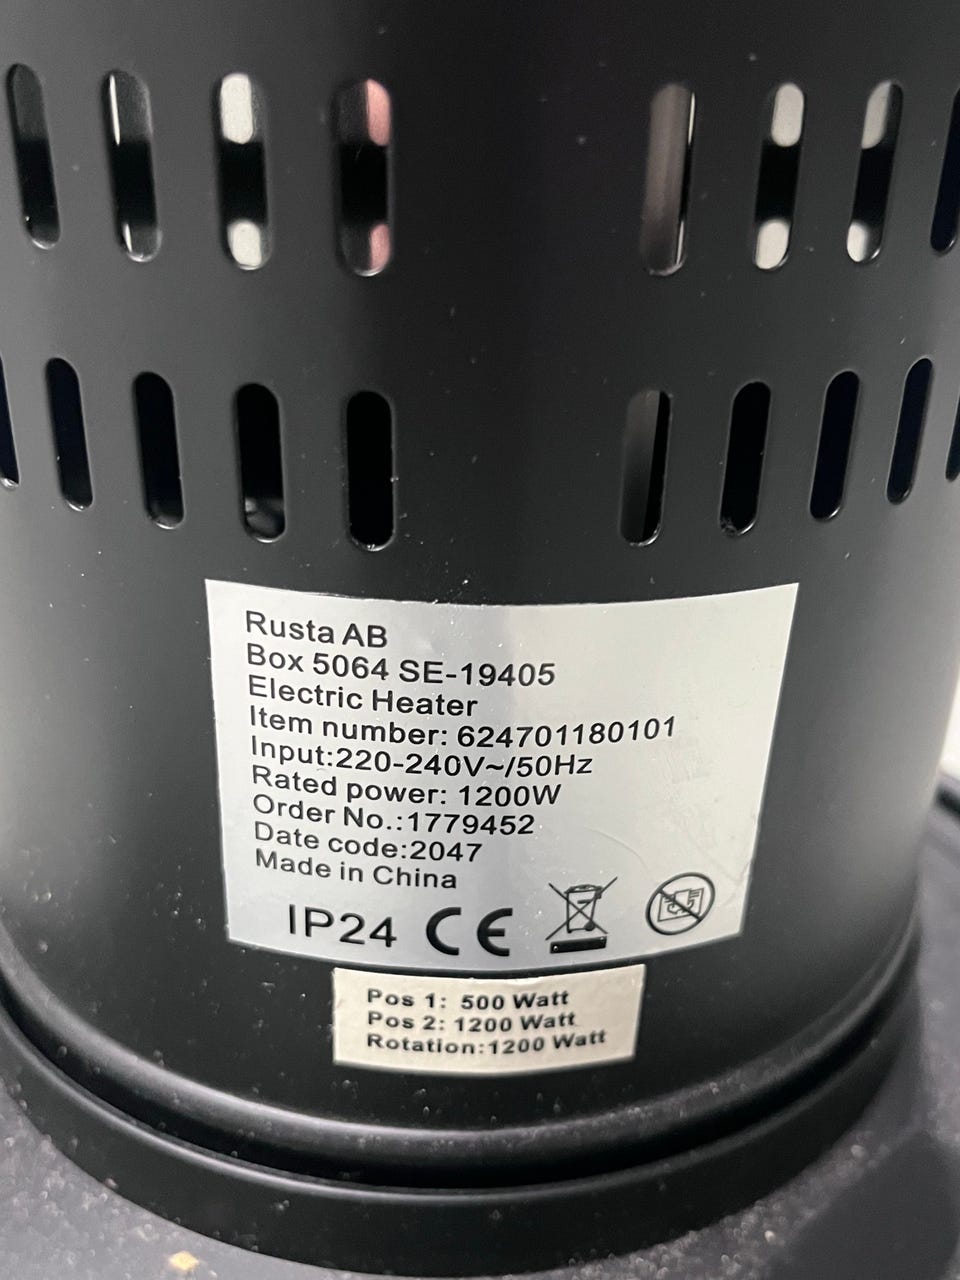 Rusta AB
Box 5064 SE-19405
Electric Heater
Item number: 624701180101
Input:220-240V~/50Hz
Rated power: 1200W
Order No.:1779452
Date code:2047
Made in China
IP24 CE
Pos 1: 500 Watt
Pos 2: 1200 Watt
Rotation:1200 Watt